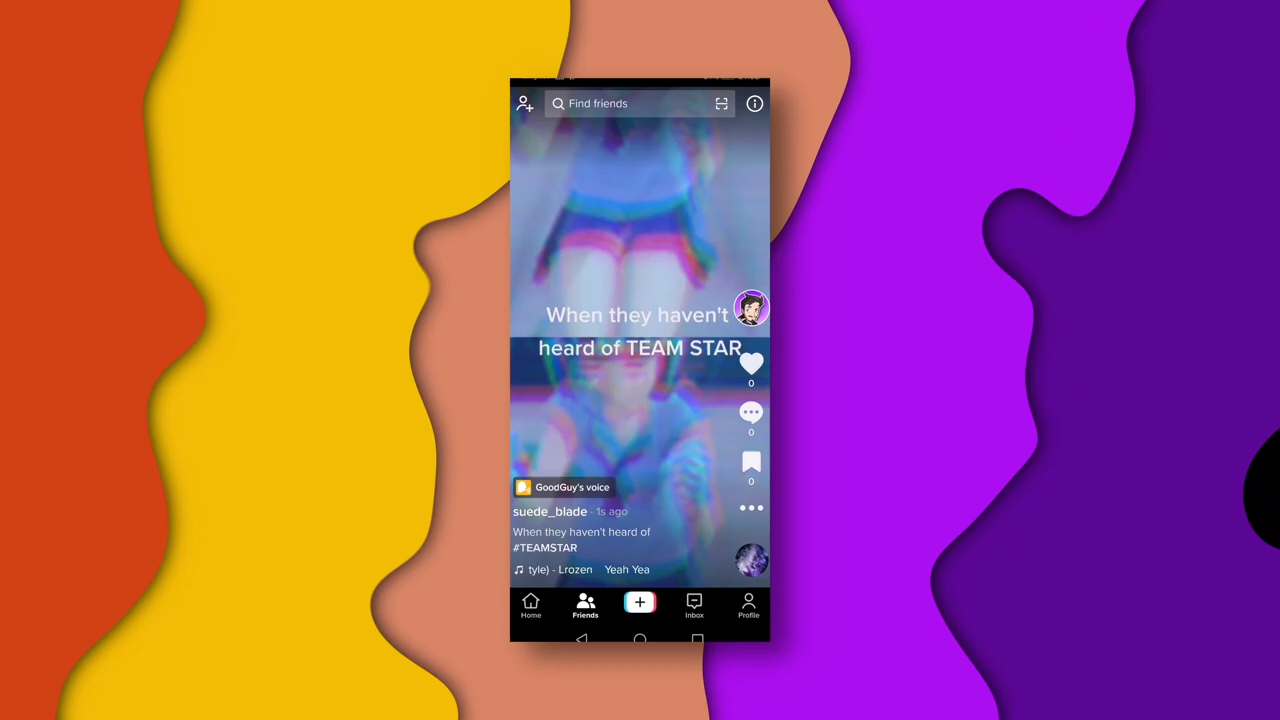 Find friends
When they haven't
heard of TEAM STAR
0
0
0
GoodGuy's voice
suede_blade · 1s ago
When they haven't heard of
#TEAMSTAR
tyle) - Lrozen Yeah Yea
Home Friends Inbox Profile